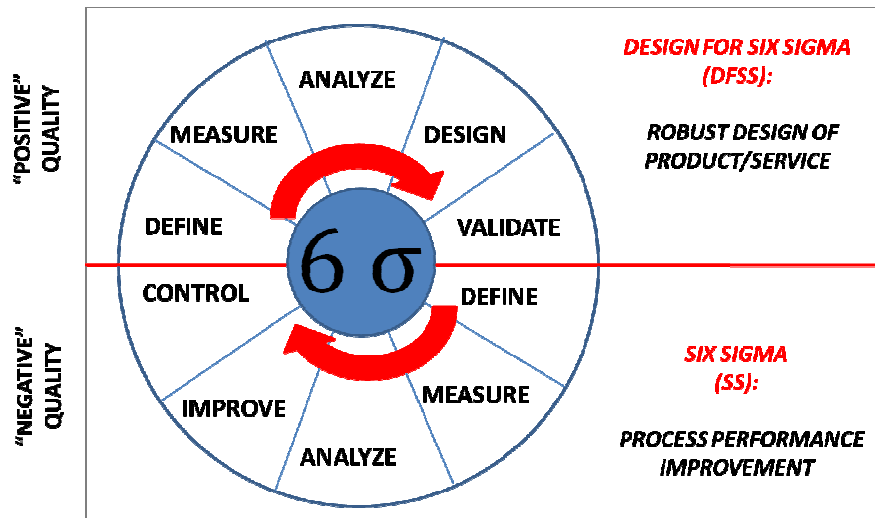 "POSITIVE"
QUALITY
ANALYZE
MEASURE
DESIGN
DEFINE
VALIDATE
6 σ
DESIGN FOR SIX SIGMA
(DFSS):
ROBUST DESIGN OF
PRODUCT/SERVICE
"NEGATIVE"
QUALITY
CONTROL
DEFINE
IMPROVE
MEASURE
ANALYZE
SIX SIGMA
(SS):
PROCESS PERFORMANCE
IMPROVEMENT